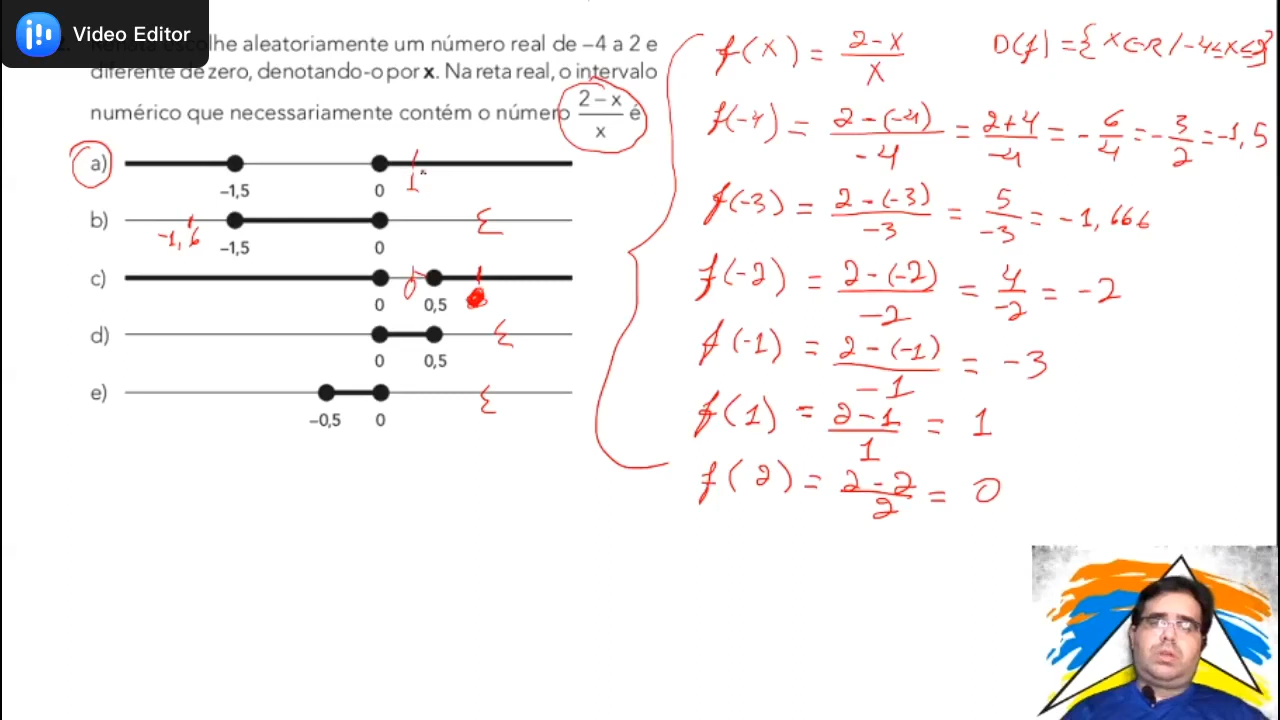 Video Editor
escolhe aleatoriamente um número real de −4 a 2 e
diferente de zero, denotando-o por x. Na reta real, o intervalo
numérico que necessariamente contém o número (2 − x)/x é
a)
−1,5 0 1
b)
-1,6 −1,5 0
c)
0 0 0,5
d)
0 0,5
e)
−0,5 0
f(x) = (2-x)/x D(f) = {x ∈ R / -4 ≤ x ≤ 2}
f(-4) = (2-(-4))/-4 = (2+4)/-4 = -6/4 = -3/2 = -1,5
f(-3) = (2-(-3))/-3 = 5/-3 = -1,666
f(-2) = (2-(-2))/-2 = 4/-2 = -2
f(-1) = (2-(-1))/-1 = -3
f(1) = (2-1)/1 = 1
f(2) = (2-2)/2 = 0